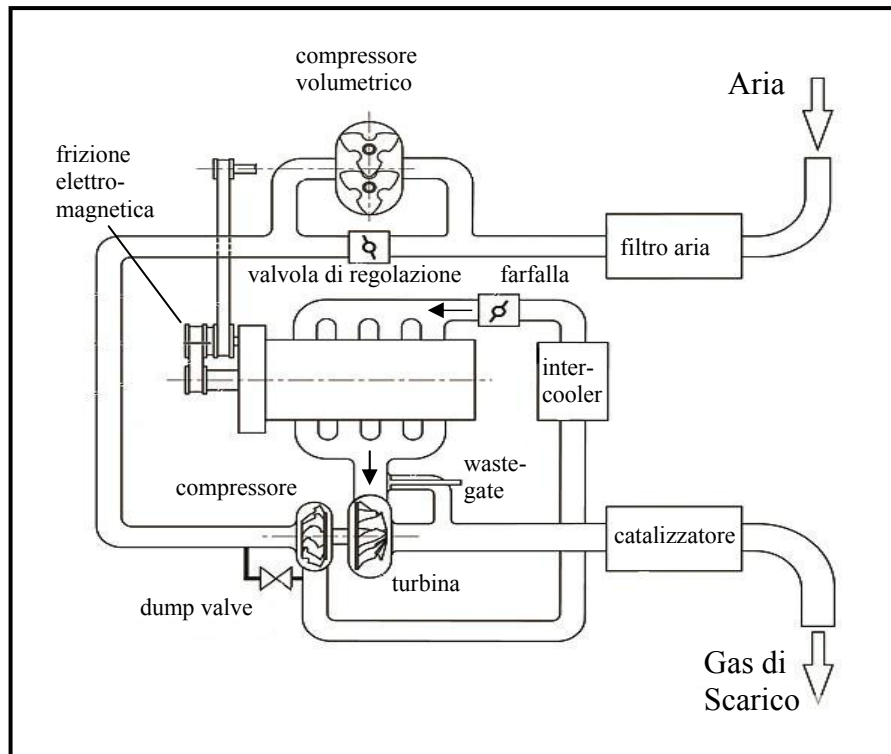 compressore
volumetrico
Aria
frizione
elettro-
magnetica
filtro aria
valvola di regolazione
farfalla
inter-
cooler
waste-
gate
compressore
catalizzatore
turbina
dump valve
Gas di
Scarico